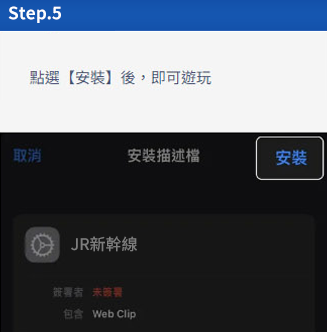 Step.5
點選【安裝】後，即可遊玩
取消 安裝描述檔 安裝
JR新幹線
簽署者 未簽署
包含 Web Clip